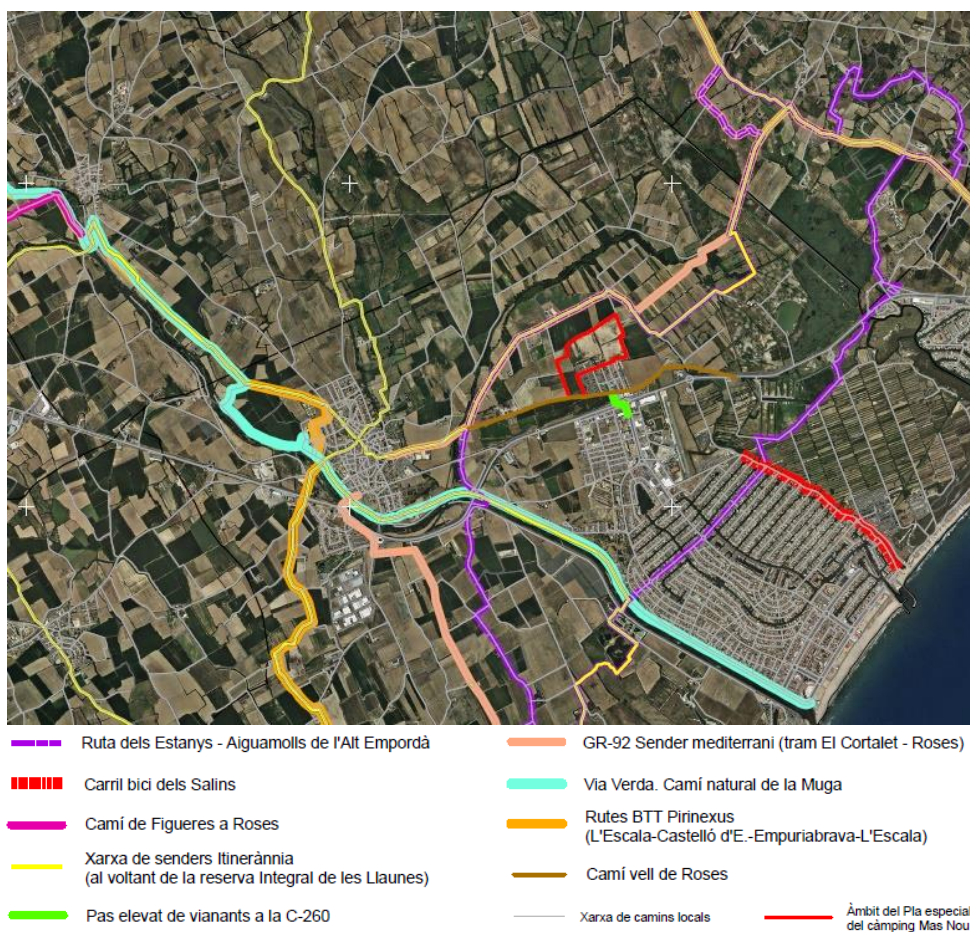 Ruta dels Estanys - Aiguamolls de l'Alt Empordà
Carril bici dels Salins
Camí de Figueres a Roses
Xarxa de senders Itinerànnia
(al voltant de la reserva Integral de les Llaunes)
Pas elevat de vianants a la C-260
GR-92 Sender mediterrani (tram El Cortalet - Roses)
Via Verda. Camí natural de la Muga
Rutes BTT Pirinexus
(L'Escala-Castelló d'E.-Empuriabrava-L'Escala)
Camí vell de Roses
Xarxa de camins locals
Àmbit del Pla especial
del càmping Mas Nou